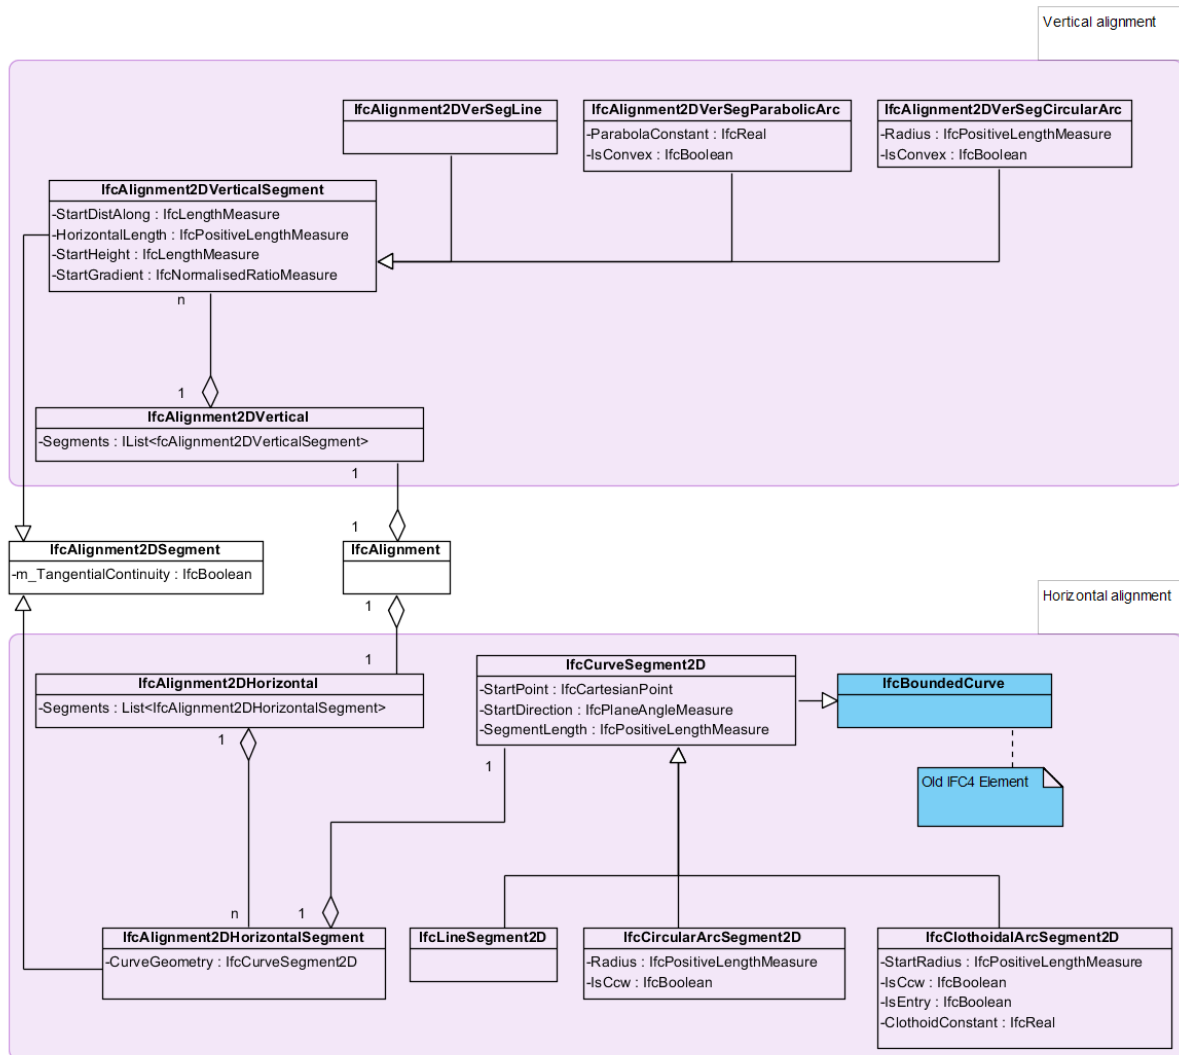 Vertical alignment
IfcAlignment2DVerSegLine
IfcAlignment2DVerSegParabolicArc
-ParabolaConstant : IfcReal
-IsConvex : IfcBoolean
IfcAlignment2DVerSegCircularArc
-Radius : IfcPositiveLengthMeasure
-IsConvex : IfcBoolean
IfcAlignment2DVerticalSegment
-StartDistAlong : IfcLengthMeasure
-HorizontalLength : IfcPositiveLengthMeasure
-StartHeight : IfcLengthMeasure
-StartGradient : IfcNormalisedRatioMeasure
n
1
IfcAlignment2DVertical
-Segments : IList<fcAlignment2DVerticalSegment>
1
1
IfcAlignment2DSegment
-m_TangentialContinuity : IfcBoolean
IfcAlignment
1
Horizontal alignment
1
IfcAlignment2DHorizontal
-Segments : List<IfcAlignment2DHorizontalSegment>
1
IfcCurveSegment2D
-StartPoint : IfcCartesianPoint
-StartDirection : IfcPlaneAngleMeasure
-SegmentLength : IfcPositiveLengthMeasure
1
IfcBoundedCurve
Old IFC4 Element
n
1
IfcAlignment2DHorizontalSegment
-CurveGeometry : IfcCurveSegment2D
IfcLineSegment2D
IfcCircularArcSegment2D
-Radius : IfcPositiveLengthMeasure
-IsCcw : IfcBoolean
IfcClothoidalArcSegment2D
-StartRadius : IfcPositiveLengthMeasure
-IsCcw : IfcBoolean
-IsEntry : IfcBoolean
-ClothoidConstant : IfcReal